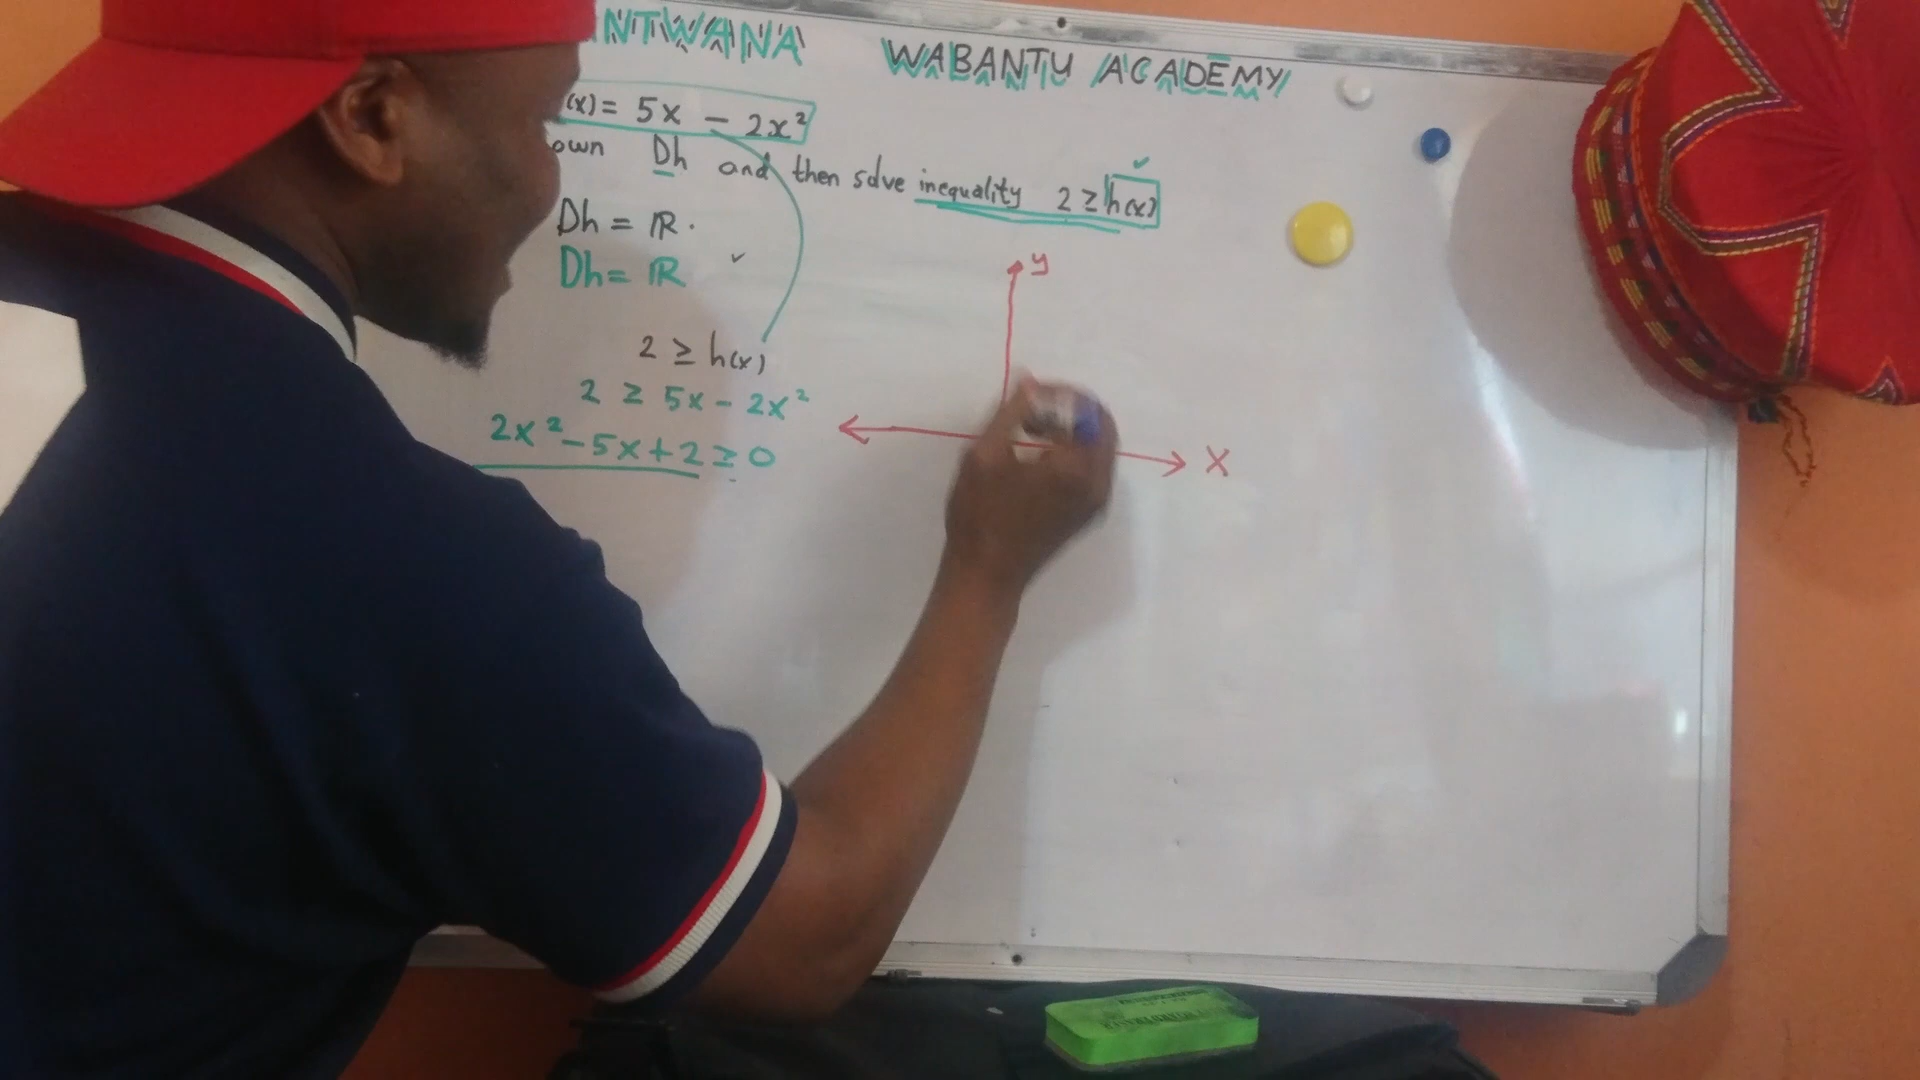 NTWANA WABANTU ACADEMY
(x) = 5x - 2x²
own Dh and then solve inequality 2 ≥ h(x)
Dh = ℝ.
Dh = ℝ
2 ≥ h(x)
2 ≥ 5x - 2x²
2x² - 5x + 2 ≥ 0
y
x